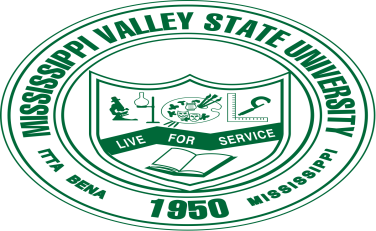 MISSISSIPPI VALLEY STATE UNIVERSITY
LIVE FOR SERVICE
ITTA BENA
MISSISSIPPI
1950